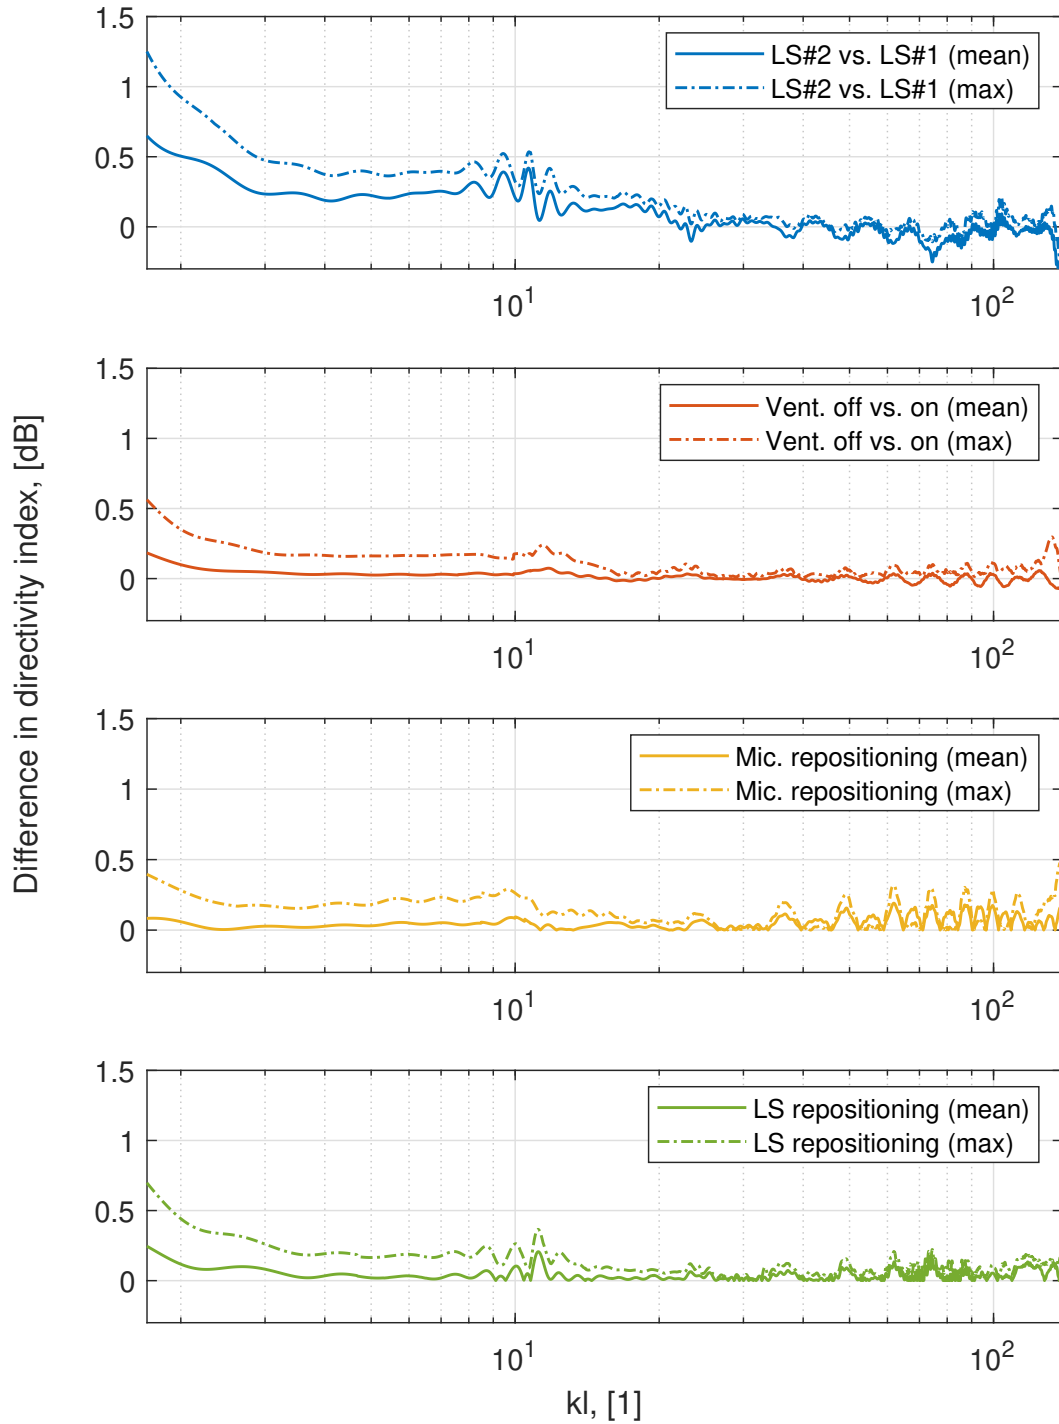 Difference in directivity index, [dB]
1.5
1
0.5
0
LS#2 vs. LS#1 (mean)
LS#2 vs. LS#1 (max)
10^1
10^2
1.5
1
0.5
0
Vent. off vs. on (mean)
Vent. off vs. on (max)
10^1
10^2
1.5
1
0.5
0
Mic. repositioning (mean)
Mic. repositioning (max)
10^1
10^2
1.5
1
0.5
0
LS repositioning (mean)
LS repositioning (max)
10^1
10^2
kl, [1]